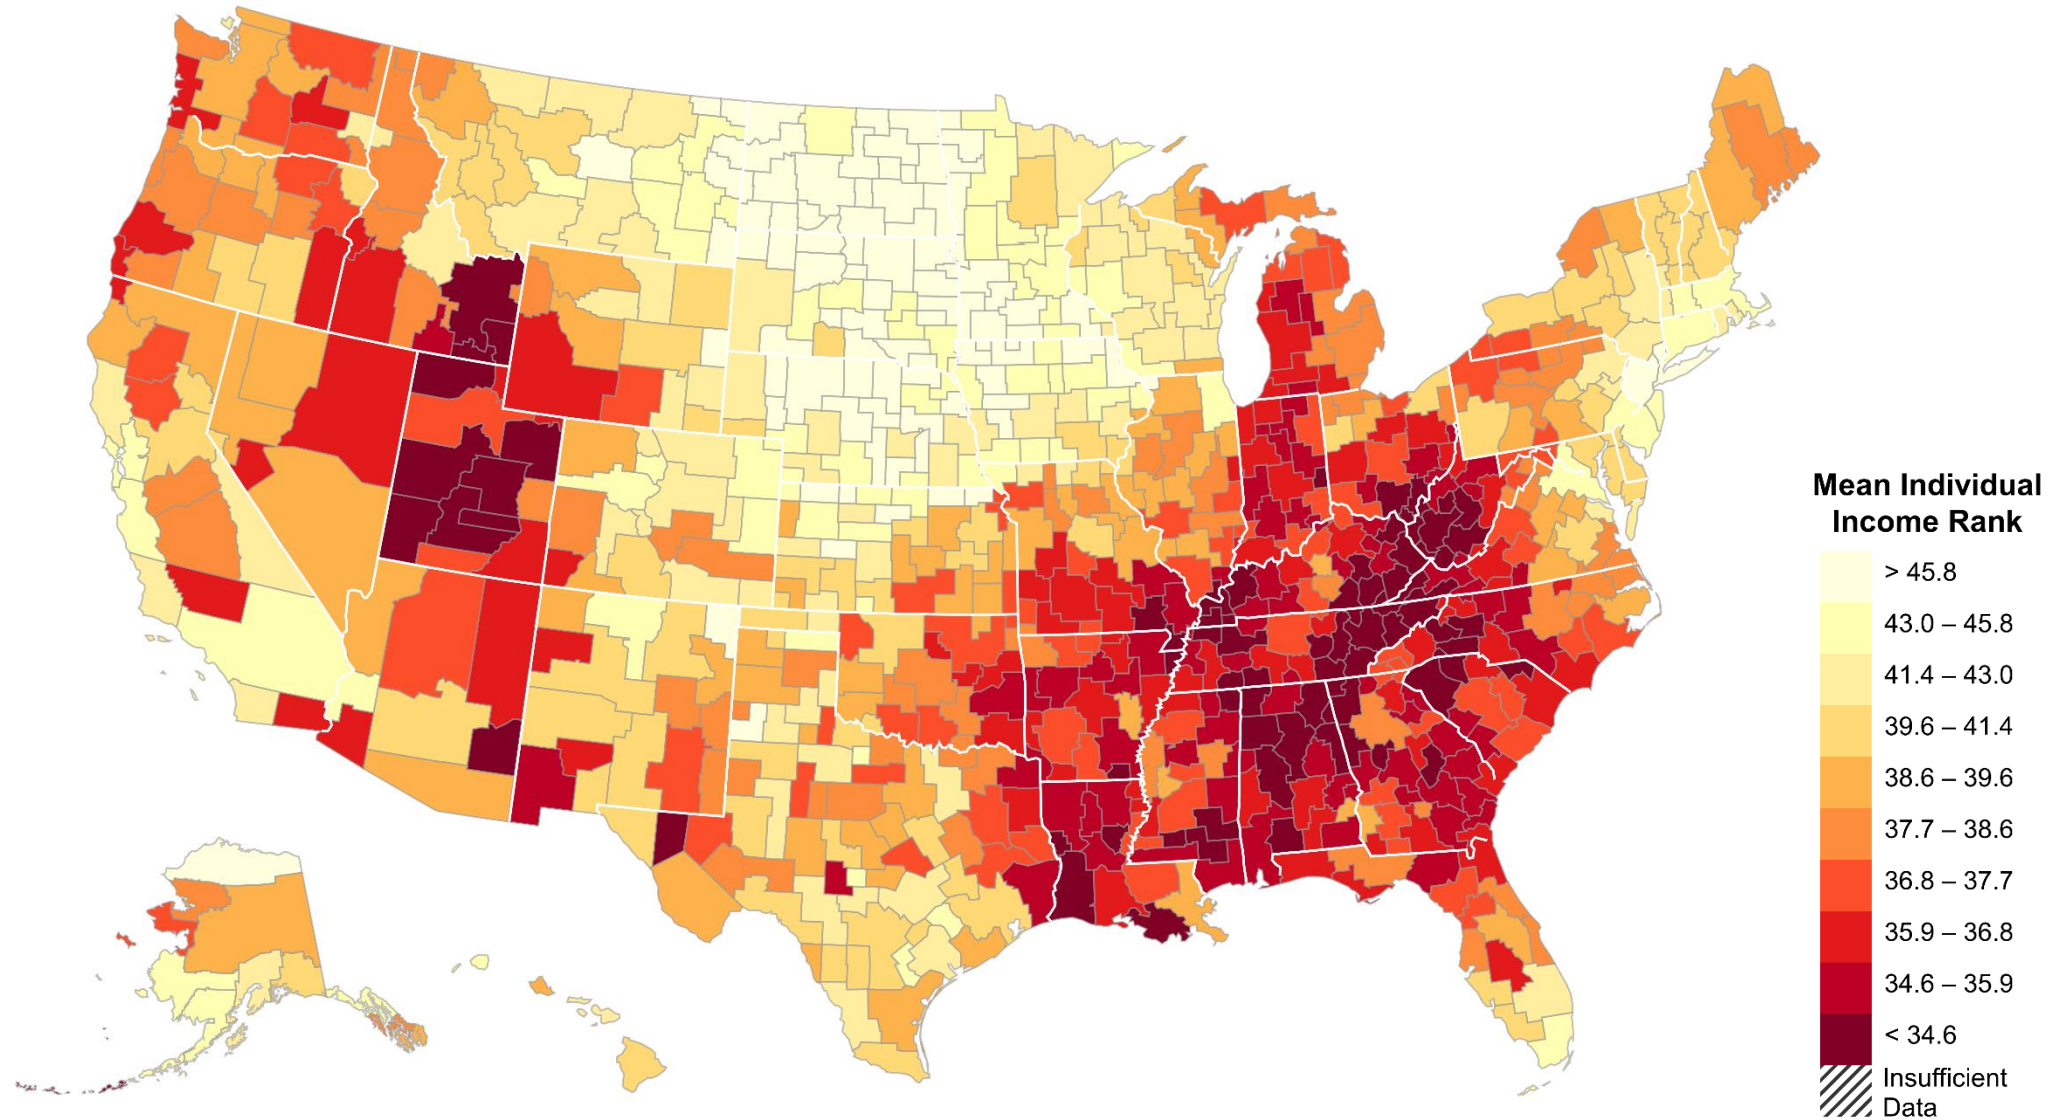 Mean Individual
Income Rank
> 45.8
43.0 – 45.8
41.4 – 43.0
39.6 – 41.4
38.6 – 39.6
37.7 – 38.6
36.8 – 37.7
35.9 – 36.8
34.6 – 35.9
< 34.6
Insufficient
Data